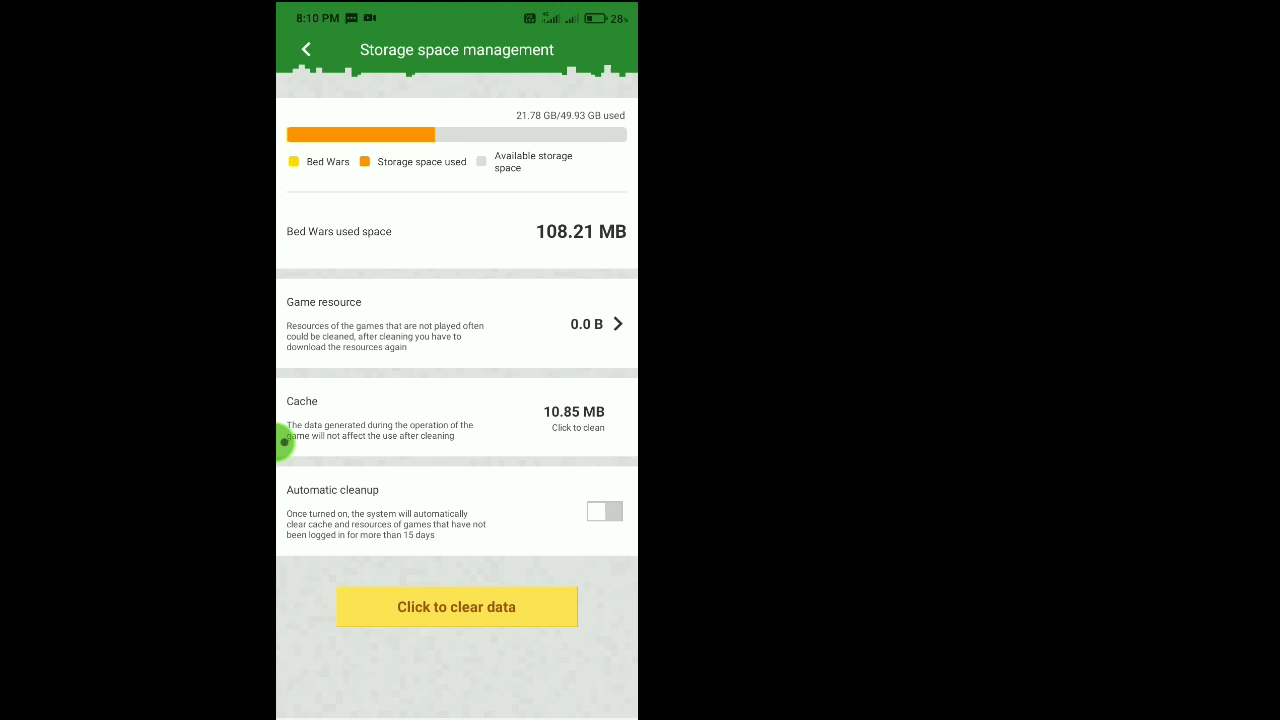 8:10 PM
28%
Storage space management
21.78 GB/49.93 GB used
Bed Wars
Storage space used
Available storage
space
Bed Wars used space
108.21 MB
Game resource
Resources of the games that are not played often
could be cleaned, after cleaning you have to
download the resources again
0.0 B
Cache
The data generated during the operation of the
game will not affect the use after cleaning
10.85 MB
Click to clean
Automatic cleanup
Once turned on, the system will automatically
clear cache and resources of games that have not
been logged in for more than 15 days
Click to clear data